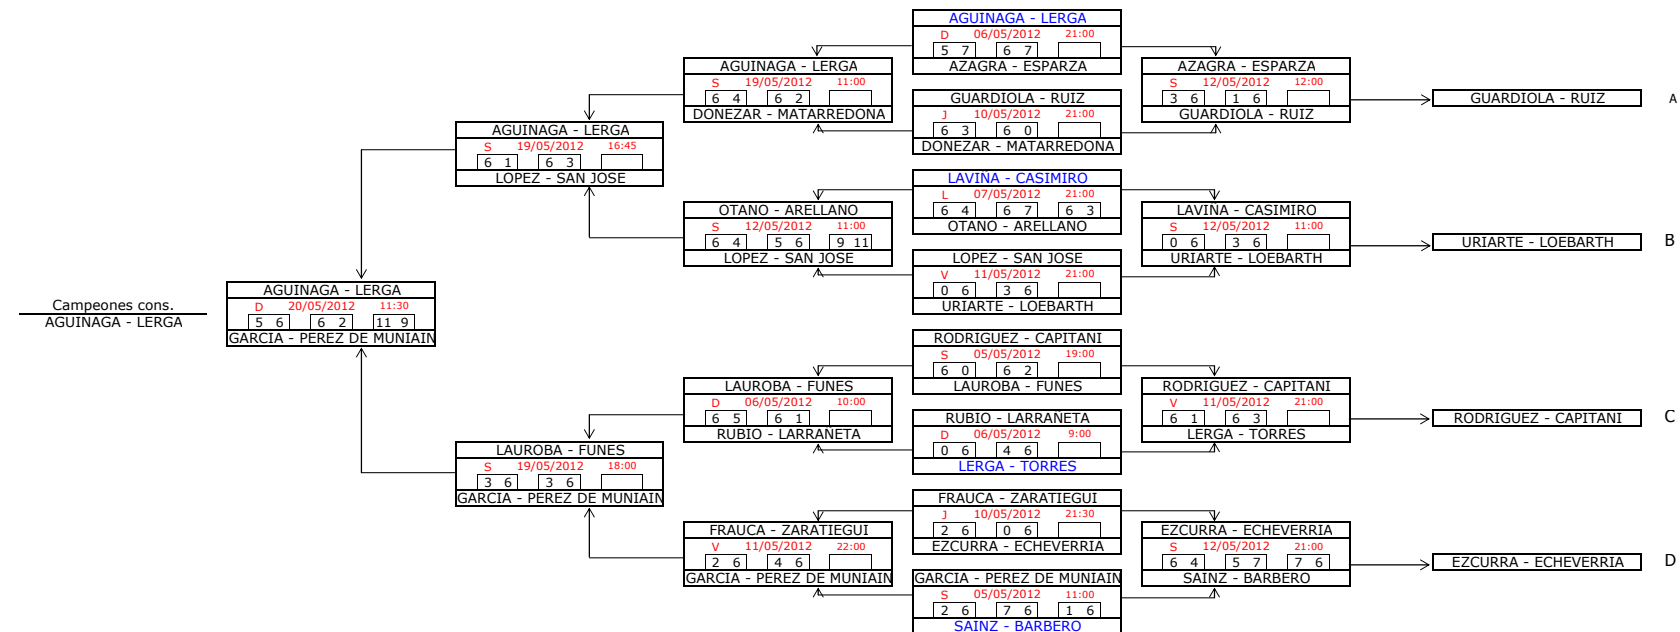 AGUINAGA - LERGA
D 06/05/2012 21:00
5 7 6 7
AZAGRA - ESPARZA
GUARDIOLA - RUIZ
J 10/05/2012 21:00
6 3 6 0
DONEZAR - MATARREDONA
LAVIÑA - CASIMIRO
L 07/05/2012 21:00
6 4 6 7 6 3
OTANO - ARELLANO
LOPEZ - SAN JOSE
V 11/05/2012 21:00
0 6 3 6
URIARTE - LOEBARTH
RODRIGUEZ - CAPITANI
S 05/05/2012 19:00
6 0 6 2
LAUROBA - FUNES
RUBIO - LARRAÑETA
D 06/05/2012 9:00
0 6 4 6
LERGA - TORRES
FRAUCA - ZARATIEGUI
J 10/05/2012 21:30
2 6 0 6
EZCURRA - ECHEVERRIA
GARCIA - PEREZ DE MUNIAIN
S 05/05/2012 11:00
2 6 7 6 1 6
SAINZ - BARBERO
AGUINAGA - LERGA
S 19/05/2012 11:00
6 4 6 2
DONEZAR - MATARREDONA
OTANO - ARELLANO
S 12/05/2012 11:00
6 4 5 6 9 11
LOPEZ - SAN JOSE
LAUROBA - FUNES
D 06/05/2012 10:00
6 5 6 1
RUBIO - LARRAÑETA
FRAUCA - ZARATIEGUI
V 11/05/2012 22:00
2 6 4 6
GARCIA - PEREZ DE MUNIAIN
AGUINAGA - LERGA
S 19/05/2012 16:45
6 1 6 3
LOPEZ - SAN JOSE
LAUROBA - FUNES
S 19/05/2012 18:00
3 6 3 6
GARCIA - PEREZ DE MUNIAIN
AGUINAGA - LERGA
D 20/05/2012 11:30
5 6 6 2 11 9
GARCIA - PEREZ DE MUNIAIN
Campeones cons.
AGUINAGA - LERGA
AZAGRA - ESPARZA
S 12/05/2012 12:00
3 6 1 6
GUARDIOLA - RUIZ
LAVIÑA - CASIMIRO
S 12/05/2012 11:00
0 6 3 6
URIARTE - LOEBARTH
RODRIGUEZ - CAPITANI
V 11/05/2012 21:00
6 1 6 3
LERGA - TORRES
EZCURRA - ECHEVERRIA
S 12/05/2012 21:00
6 4 5 7 7 6
SAINZ - BARBERO
GUARDIOLA - RUIZ A
URIARTE - LOEBARTH B
RODRIGUEZ - CAPITANI C
EZCURRA - ECHEVERRIA D